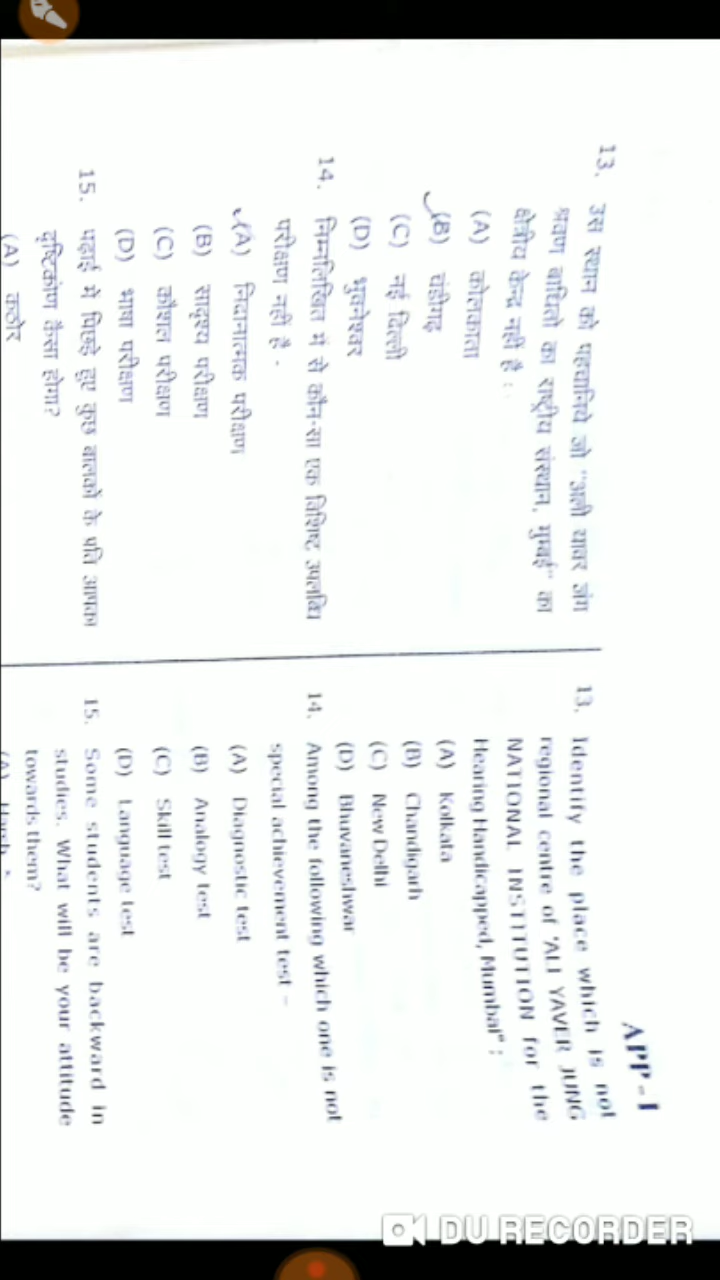 APP - I
13. उस स्थान को पहचानिये जो "अली यावर जंग
श्रवण बाधितों का राष्ट्रीय संस्थान, मुम्बई" का
क्षेत्रीय केन्द्र नहीं है :
(A) कोलकाता
(B) चंडीगढ़
(C) नई दिल्ली
(D) भुवनेश्वर
14. निम्नलिखित में से कौन-सा एक विशिष्ट उपलब्धि
परीक्षण नहीं है -
(A) निदानात्मक परीक्षण
(B) सादृश्य परीक्षण
(C) कौशल परीक्षण
(D) भाषा परीक्षण
15. पढ़ाई में पिछड़े हुए कुछ बालकों के प्रति आपका
दृष्टिकोण कैसा होगा?
(A) कठोर
13. Identify the place which is not
regional centre of 'ALI YAVER JUNG
NATIONAL INSTITUTION for the
Hearing Handicapped, Mumbai" :
(A) Kolkata
(B) Chandigarh
(C) New Delhi
(D) Bhuvaneshwar
14. Among the following which one is not
special achievement test –
(A) Diagnostic test
(B) Analogy test
(C) Skill test
(D) Language test
15. Some students are backward in
studies. What will be your attitude
towards them?
(A) Harsh
DU RECORDER